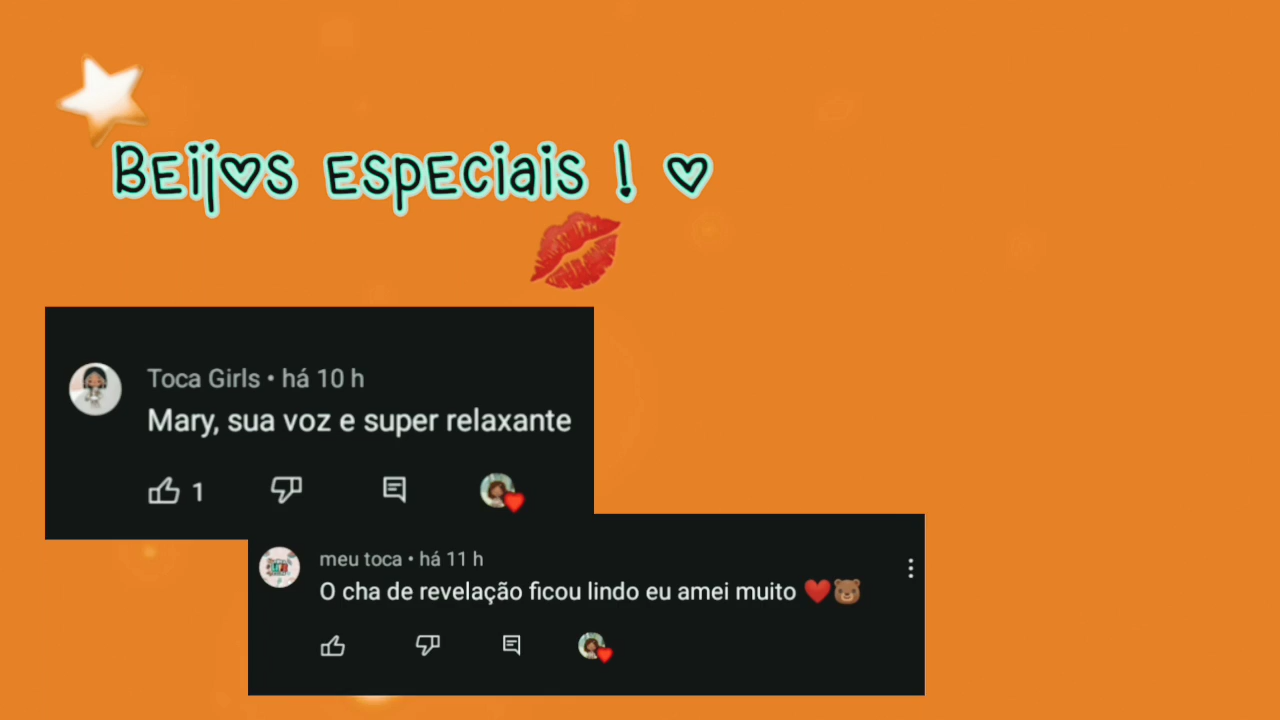 Beijos especiais !
Toca Girls • há 10 h
Mary, sua voz e super relaxante
1
meu toca • há 11 h
O cha de revelação ficou lindo eu amei muito ❤️🐻